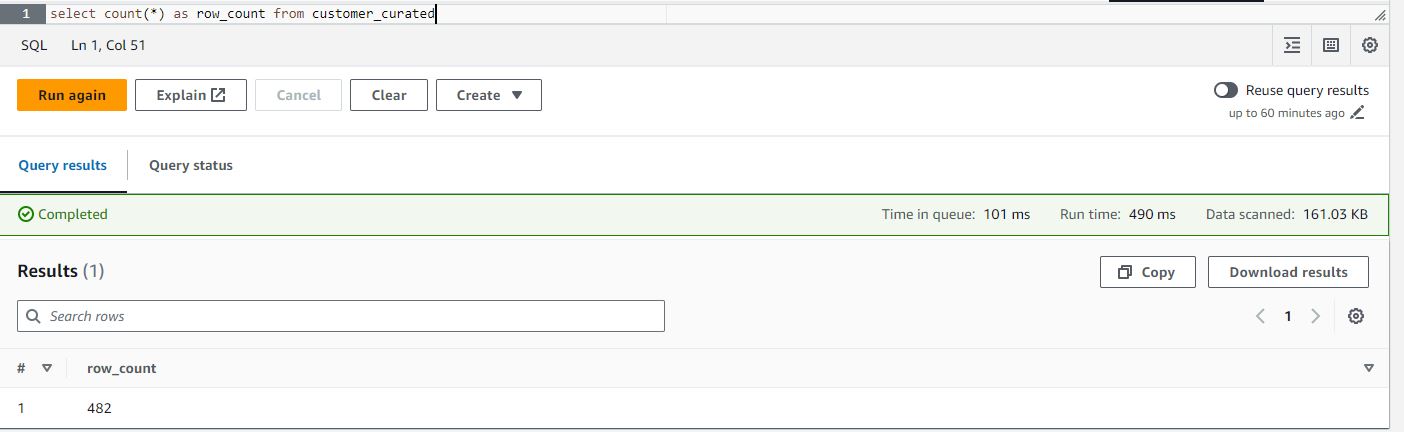 1 select count(*) as row_count from customer_curated
SQL Ln 1, Col 51
Run again Explain Cancel Clear Create Reuse query results
up to 60 minutes ago
Query results Query status
Completed Time in queue: 101 ms Run time: 490 ms Data scanned: 161.03 KB
Results (1) Copy Download results
Search rows 1
# row_count
1 482